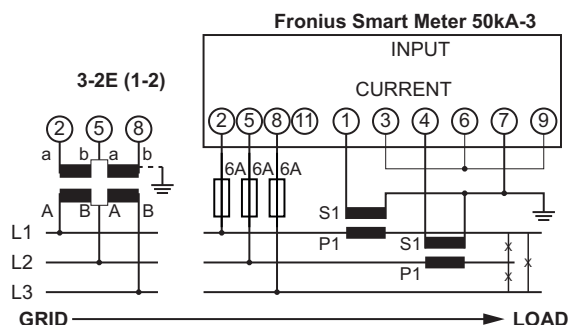 Fronius Smart Meter 50kA-3
INPUT
CURRENT
3-2E (1-2)
2 5 8
a b a b
A B A B
2 5 8 11 1 3 4 6 7 9
6A 6A 6A
S1
P1
S1
P1
L1
L2
L3
GRID LOAD